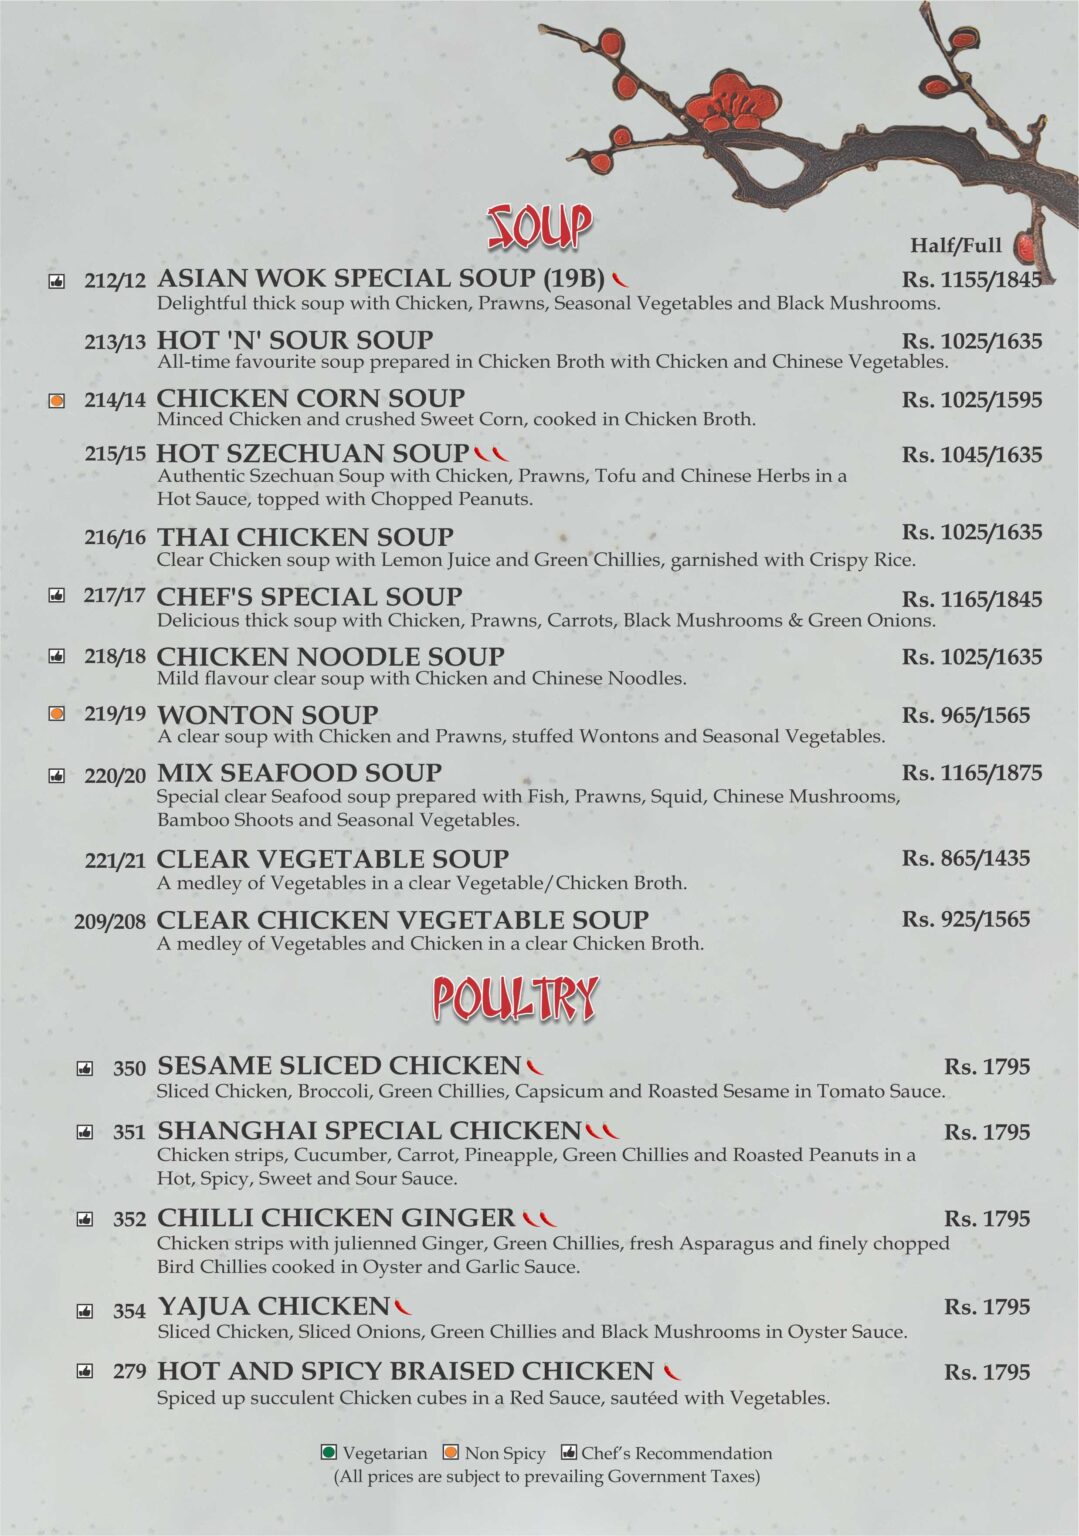 SOUP
Half/Full
212/12 ASIAN WOK SPECIAL SOUP (19B) Rs. 1155/1845
Delightful thick soup with Chicken, Prawns, Seasonal Vegetables and Black Mushrooms.
213/13 HOT 'N' SOUR SOUP Rs. 1025/1635
All-time favourite soup prepared in Chicken Broth with Chicken and Chinese Vegetables.
214/14 CHICKEN CORN SOUP Rs. 1025/1595
Minced Chicken and crushed Sweet Corn, cooked in Chicken Broth.
215/15 HOT SZECHUAN SOUP Rs. 1045/1635
Authentic Szechuan Soup with Chicken, Prawns, Tofu and Chinese Herbs in a
Hot Sauce, topped with Chopped Peanuts.
216/16 THAI CHICKEN SOUP Rs. 1025/1635
Clear Chicken soup with Lemon Juice and Green Chillies, garnished with Crispy Rice.
217/17 CHEF'S SPECIAL SOUP Rs. 1165/1845
Delicious thick soup with Chicken, Prawns, Carrots, Black Mushrooms & Green Onions.
218/18 CHICKEN NOODLE SOUP Rs. 1025/1635
Mild flavour clear soup with Chicken and Chinese Noodles.
219/19 WONTON SOUP Rs. 965/1565
A clear soup with Chicken and Prawns, stuffed Wontons and Seasonal Vegetables.
220/20 MIX SEAFOOD SOUP Rs. 1165/1875
Special clear Seafood soup prepared with Fish, Prawns, Squid, Chinese Mushrooms,
Bamboo Shoots and Seasonal Vegetables.
221/21 CLEAR VEGETABLE SOUP Rs. 865/1435
A medley of Vegetables in a clear Vegetable/Chicken Broth.
209/208 CLEAR CHICKEN VEGETABLE SOUP Rs. 925/1565
A medley of Vegetables and Chicken in a clear Chicken Broth.
POULTRY
350 SESAME SLICED CHICKEN Rs. 1795
Sliced Chicken, Broccoli, Green Chillies, Capsicum and Roasted Sesame in Tomato Sauce.
351 SHANGHAI SPECIAL CHICKEN Rs. 1795
Chicken strips, Cucumber, Carrot, Pineapple, Green Chillies and Roasted Peanuts in a
Hot, Spicy, Sweet and Sour Sauce.
352 CHILLI CHICKEN GINGER Rs. 1795
Chicken strips with julienned Ginger, Green Chillies, fresh Asparagus and finely chopped
Bird Chillies cooked in Oyster and Garlic Sauce.
354 YAJUA CHICKEN Rs. 1795
Sliced Chicken, Sliced Onions, Green Chillies and Black Mushrooms in Oyster Sauce.
279 HOT AND SPICY BRAISED CHICKEN Rs. 1795
Spiced up succulent Chicken cubes in a Red Sauce, sautéed with Vegetables.
Vegetarian Non Spicy Chef's Recommendation
(All prices are subject to prevailing Government Taxes)